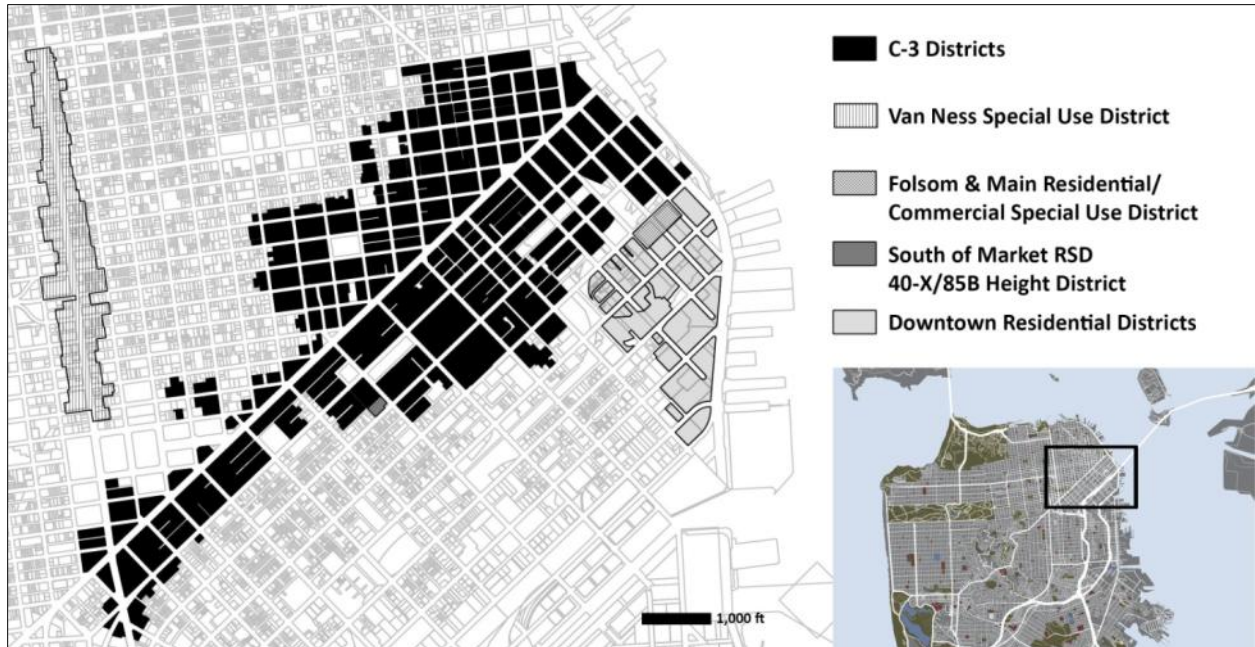 C-3 Districts
Van Ness Special Use District
Folsom & Main Residential/
Commercial Special Use District
South of Market RSD
40-X/85B Height District
Downtown Residential Districts
1,000 ft